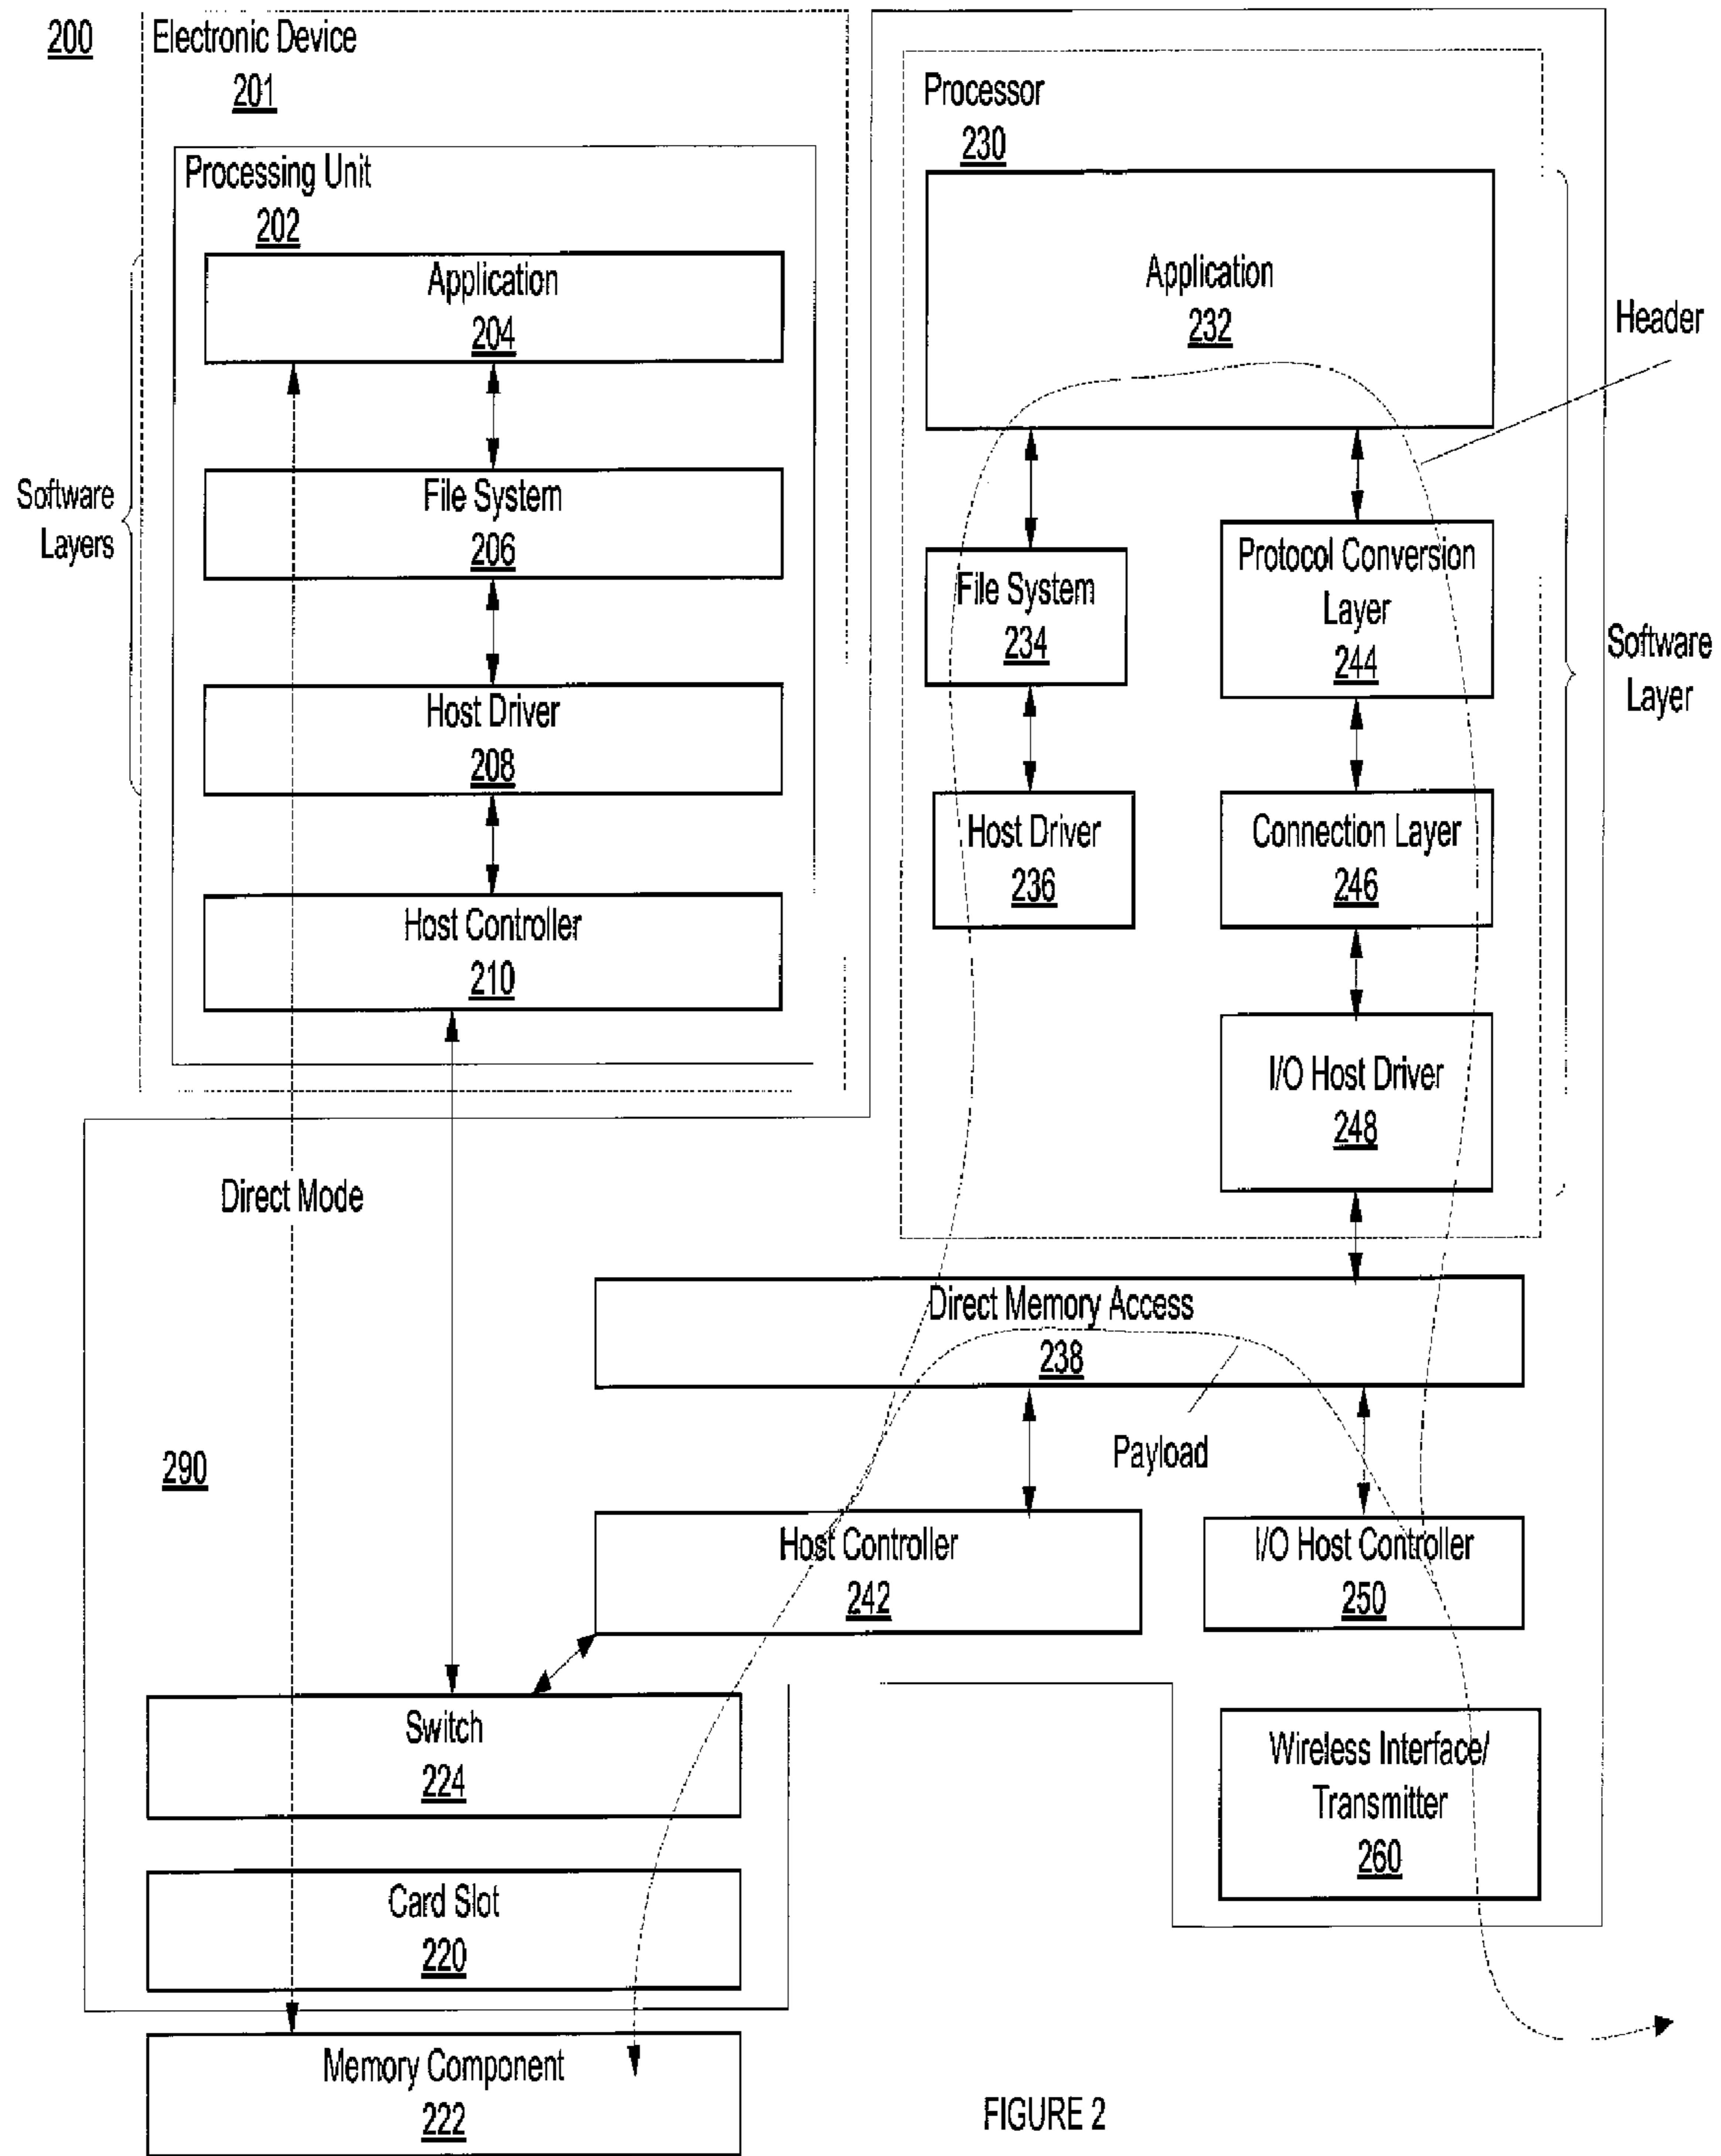 200
Electronic Device
201
Processing Unit
202
Application
204
File System
206
Host Driver
208
Host Controller
210
Software
Layers
Processor
230
Application
232
Header
File System
234
Protocol Conversion
Layer
244
Host Driver
236
Connection Layer
246
I/O Host Driver
248
Software
Layer
Direct Mode
Direct Memory Access
238
Payload
290
Host Controller
242
I/O Host Controller
250
Switch
224
Wireless Interface/
Transmitter
260
Card Slot
220
Memory Component
222
FIGURE 2